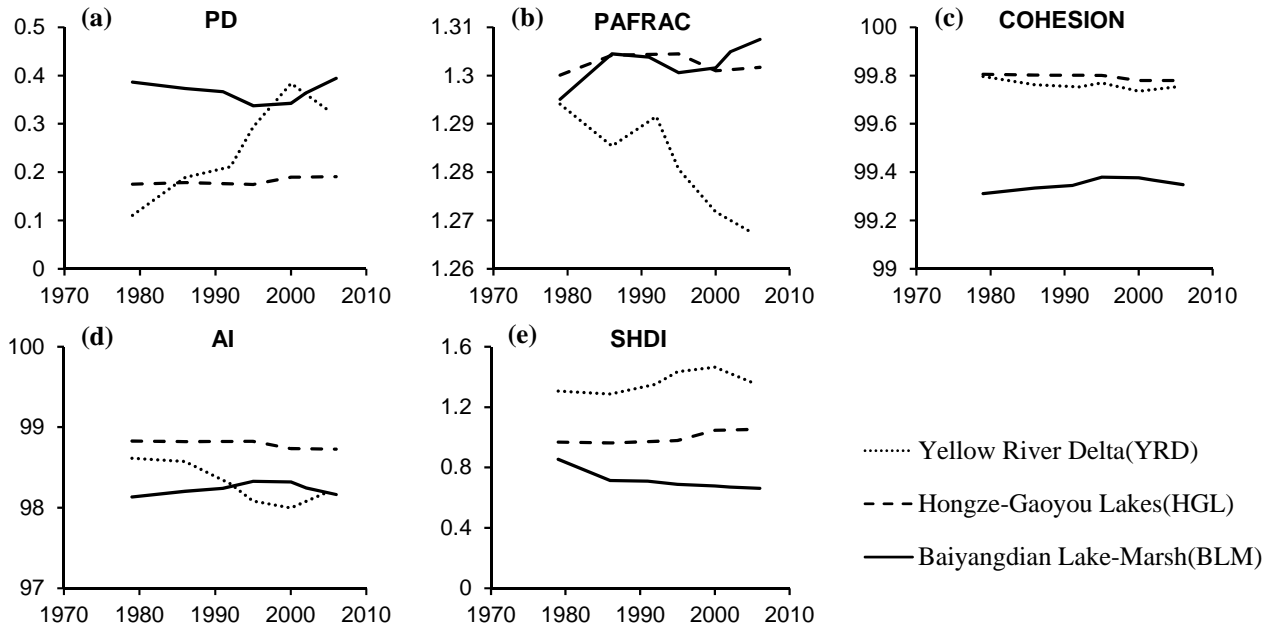 (a) PD
0.5
0.4
0.3
0.2
0.1
0
1970 1980 1990 2000 2010
(b) PAFRAC
1.31
1.3
1.29
1.28
1.27
1.26
1970 1980 1990 2000 2010
(c) COHESION
100
99.8
99.6
99.4
99.2
99
1970 1980 1990 2000 2010
(d) AI
100
99
98
97
1970 1980 1990 2000 2010
(e) SHDI
1.6
1.2
0.8
0.4
0
1970 1980 1990 2000 2010
Yellow River Delta(YRD)
Hongze-Gaoyou Lakes(HGL)
Baiyangdian Lake-Marsh(BLM)